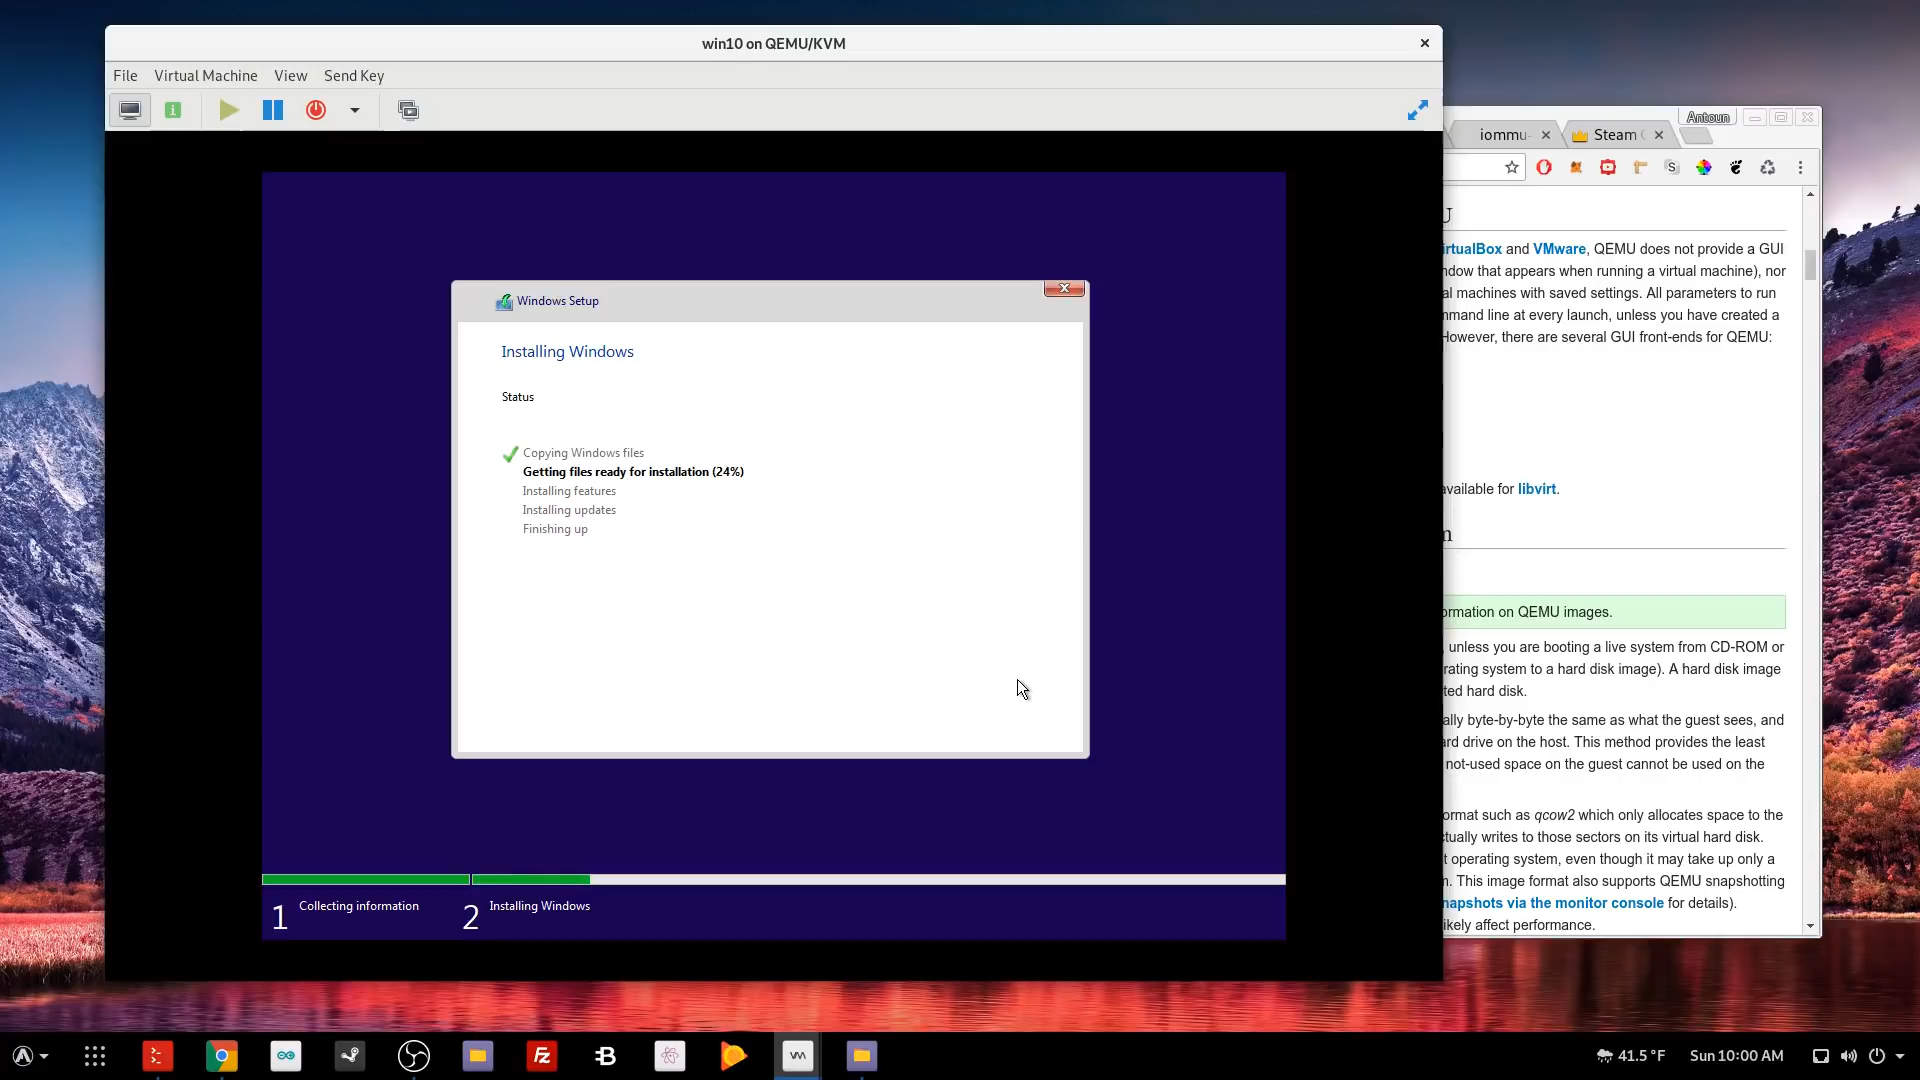 win10 on QEMU/KVM
File Virtual Machine View Send Key
Antoun
iommu-
Steam
Windows Setup
Installing Windows
Status
Copying Windows files
Getting files ready for installation (24%)
Installing features
Installing updates
Finishing up
1 Collecting information
2 Installing Windows
U
irtualBox and VMware, QEMU does not provide a GUI
ndow that appears when running a virtual machine), nor
al machines with saved settings. All parameters to run
mmand line at every launch, unless you have created a
However, there are several GUI front-ends for QEMU:
available for libvirt.
m
ormation on QEMU images.
, unless you are booting a live system from CD-ROM or
rating system to a hard disk image). A hard disk image
ted hard disk.
ally byte-by-byte the same as what the guest sees, and
ard drive on the host. This method provides the least
not-used space on the guest cannot be used on the
ormat such as qcow2 which only allocates space to the
ctually writes to those sectors on its virtual hard disk.
t operating system, even though it may take up only a
m. This image format also supports QEMU snapshotting
napshots via the monitor console for details).
likely affect performance.
41.5 °F
Sun 10:00 AM